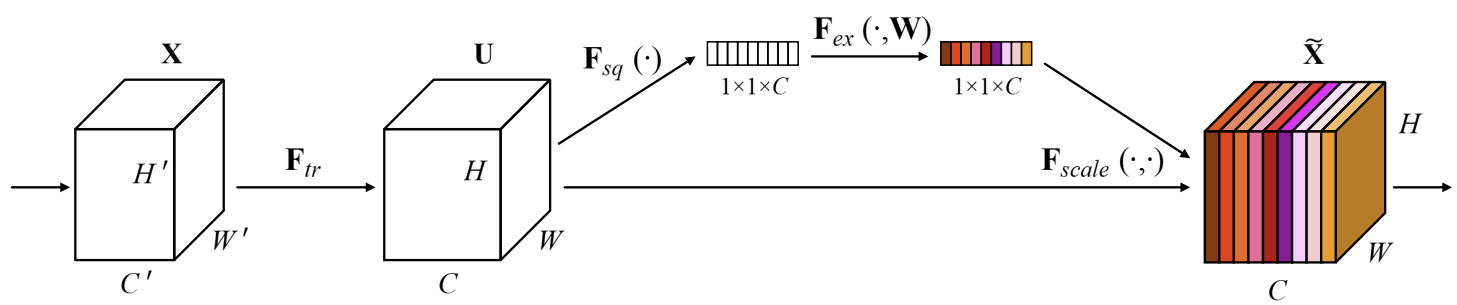 X
H′
W′
C′
F_tr
U
H
W
C
F_sq (·)
1×1×C
F_ex (·,W)
1×1×C
F_scale (·,·)
X̃
H
W
C